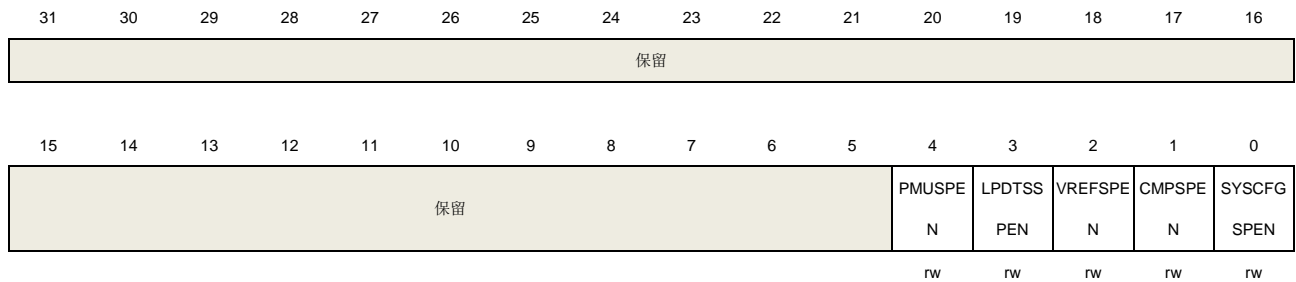 31 30 29 28 27 26 25 24 23 22 21 20 19 18 17 16
保留
15 14 13 12 11 10 9 8 7 6 5 4 3 2 1 0
保留
PMUSPE LPDTSS VREFSPE CMPSPE SYSCFG
N PEN N N SPEN
rw rw rw rw rw